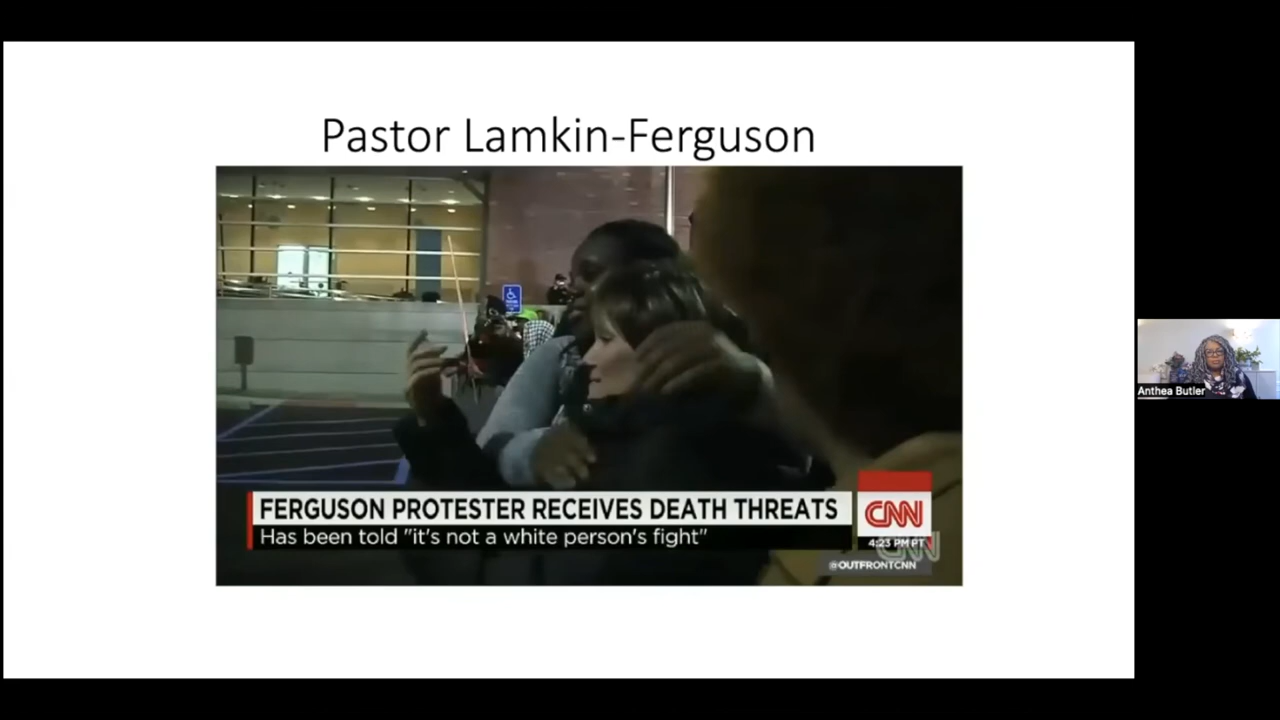 Pastor Lamkin-Ferguson
FERGUSON PROTESTER RECEIVES DEATH THREATS
Has been told "it's not a white person's fight"
CNN
4:23 PM PT
CNN
@OUTFRONTCNN
Anthea Butler